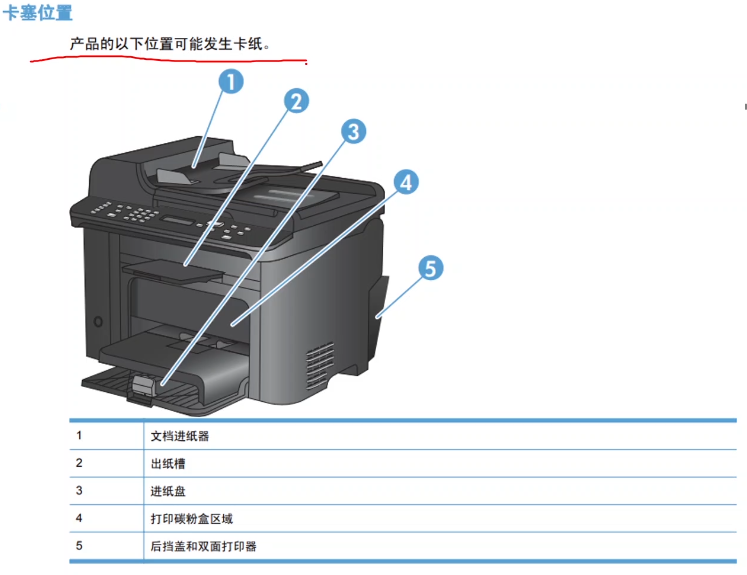 卡塞位置
产品的以下位置可能发生卡纸。
1
2
3
4
5
1 文档进纸器
2 出纸槽
3 进纸盘
4 打印碳粉盒区域
5 后挡盖和双面打印器